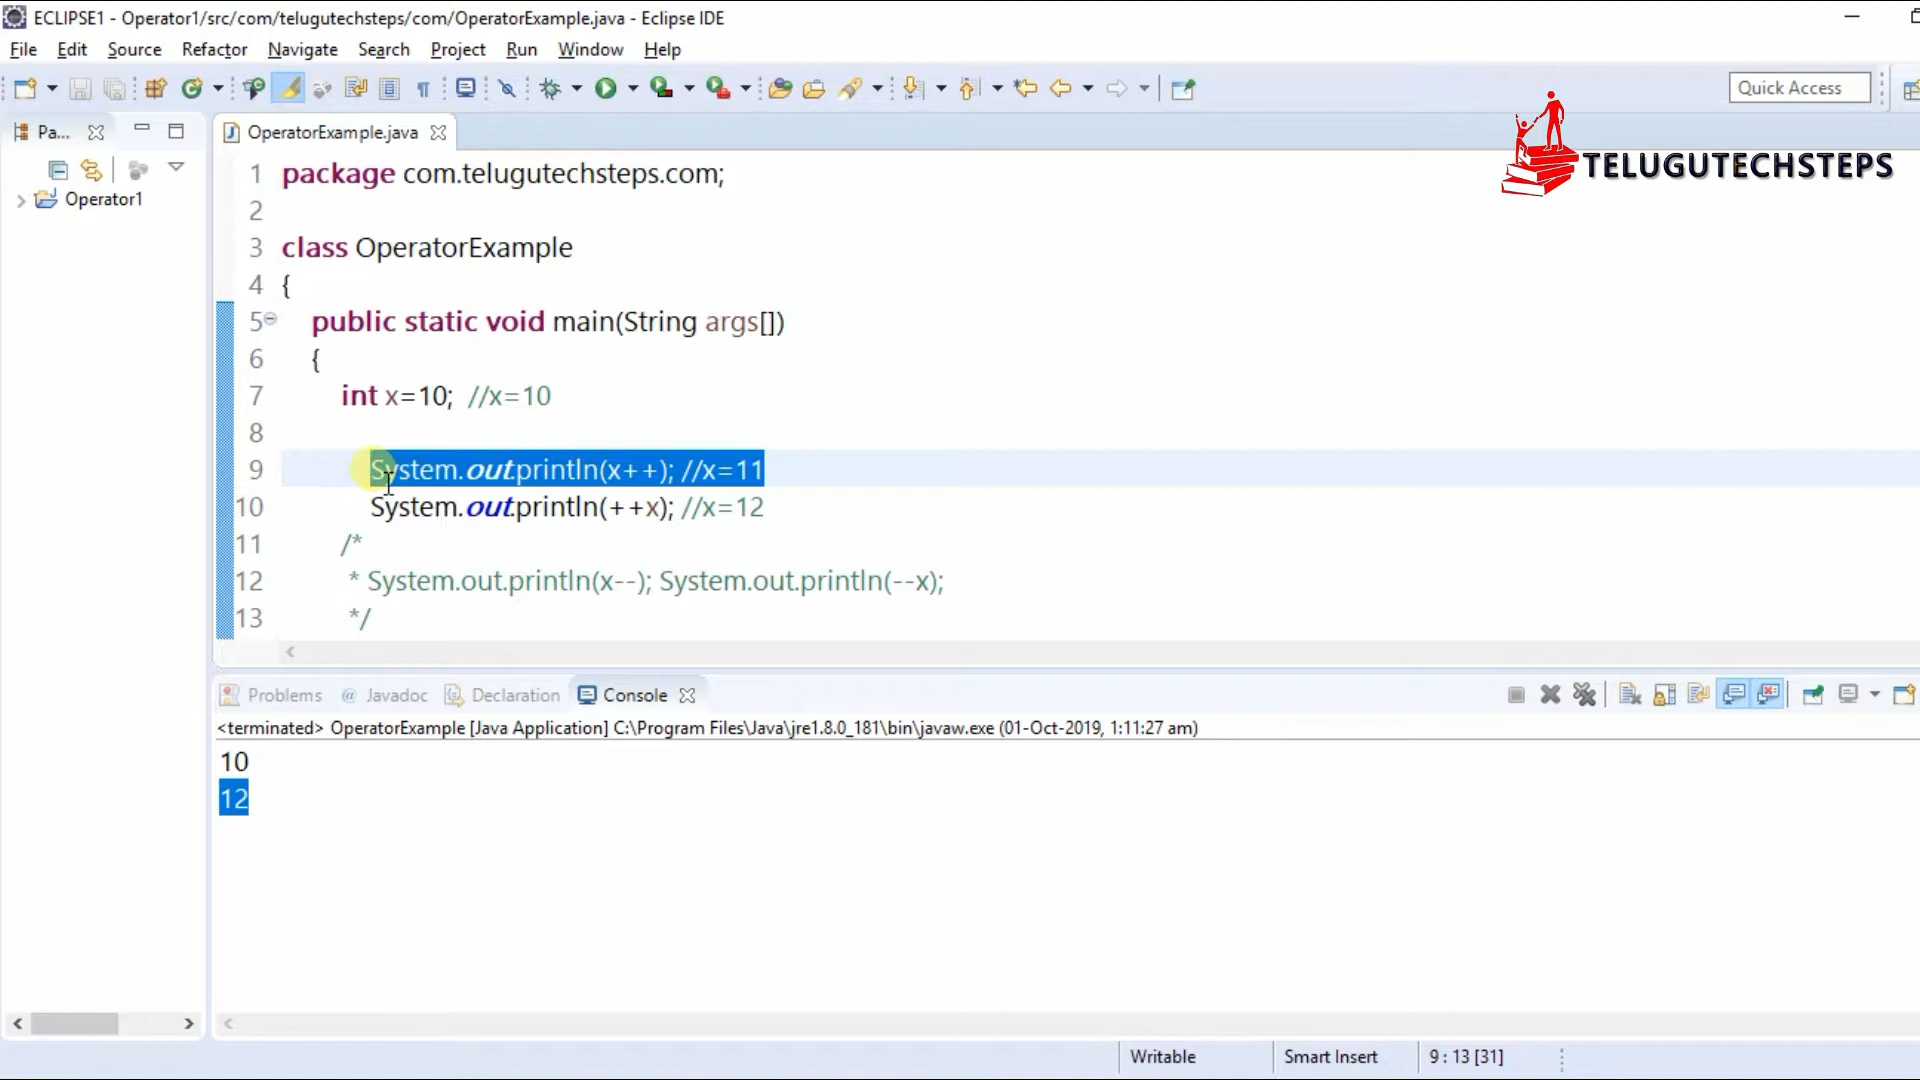 ECLIPSE1 - Operator1/src/com/telugutechsteps/com/OperatorExample.java - Eclipse IDE
File Edit Source Refactor Navigate Search Project Run Window Help
Quick Access
TELUGUTECHSTEPS
Pa...
OperatorExample.java
Operator1
1 package com.telugutechsteps.com;
2
3 class OperatorExample
4 {
5 public static void main(String args[])
6 {
7 int x=10; //x=10
8
9 System.out.println(x++); //x=11
10 System.out.println(++x); //x=12
11 /*
12 * System.out.println(x--); System.out.println(--x);
13 */
Problems @ Javadoc Declaration Console
<terminated> OperatorExample [Java Application] C:\Program Files\Java\jre1.8.0_181\bin\javaw.exe (01-Oct-2019, 1:11:27 am)
10
12
Writable Smart Insert 9 : 13 [31]